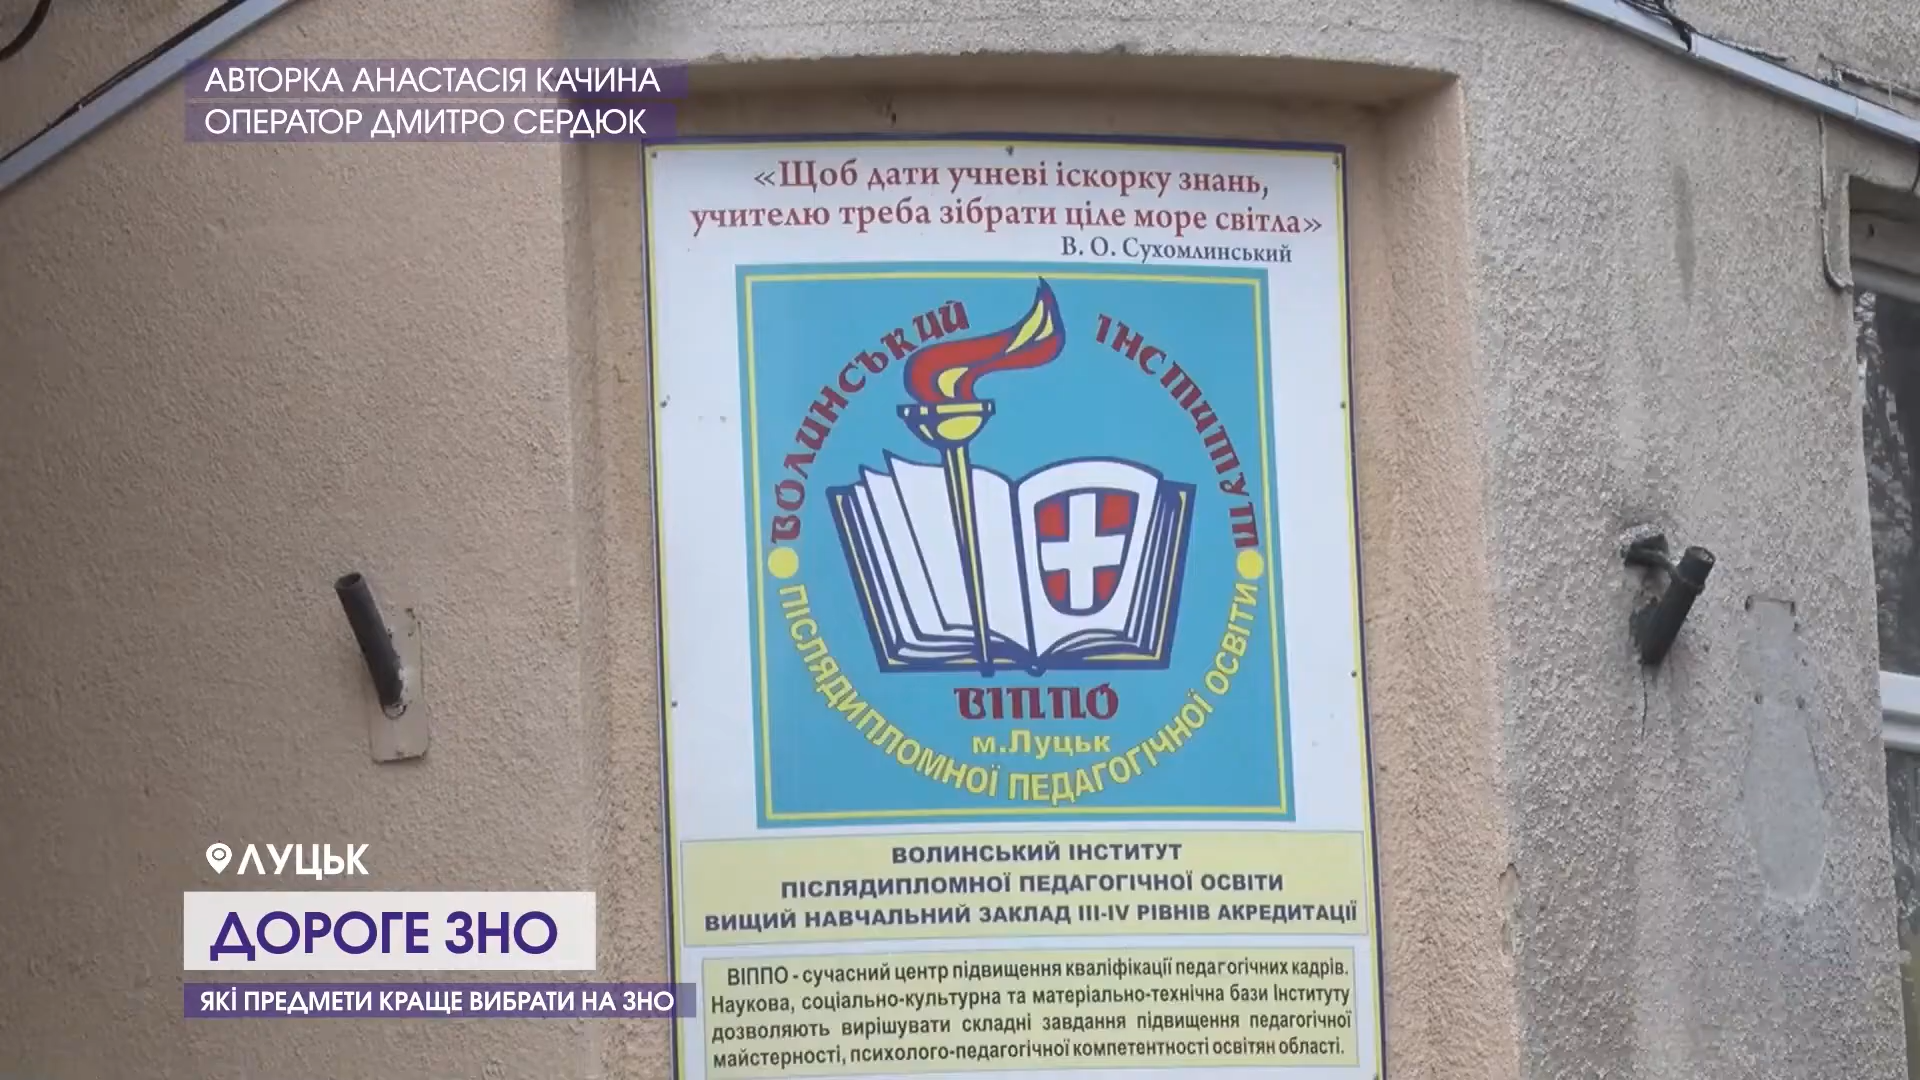 АВТОРКА АНАСТАСІЯ КАЧИНА
ОПЕРАТОР ДМИТРО СЕРДЮК
«Щоб дати учневі іскорку знань,
учителю треба зібрати ціле море світла»
В. О. Сухомлинський
ВОЛИНСЬКИЙ ІНСТИТУТ
ПІСЛЯДИПЛОМНОЇ ПЕДАГОГІЧНОЇ ОСВІТИ
ВІППО
м.Луцьк
ВОЛИНСЬКИЙ ІНСТИТУТ
ПІСЛЯДИПЛОМНОЇ ПЕДАГОГІЧНОЇ ОСВІТИ
ВИЩИЙ НАВЧАЛЬНИЙ ЗАКЛАД III-IV РІВНІВ АКРЕДИТАЦІЇ
ВІППО - сучасний центр підвищення кваліфікації педагогічних кадрів.
Наукова, соціально-культурна та матеріально-технічна бази Інституту
дозволяють вирішувати складні завдання підвищення педагогічної
майстерності, психолого-педагогічної компетентності освітян області.
ЛУЦЬК
ДОРОГЕ ЗНО
ЯКІ ПРЕДМЕТИ КРАЩЕ ВИБРАТИ НА ЗНО